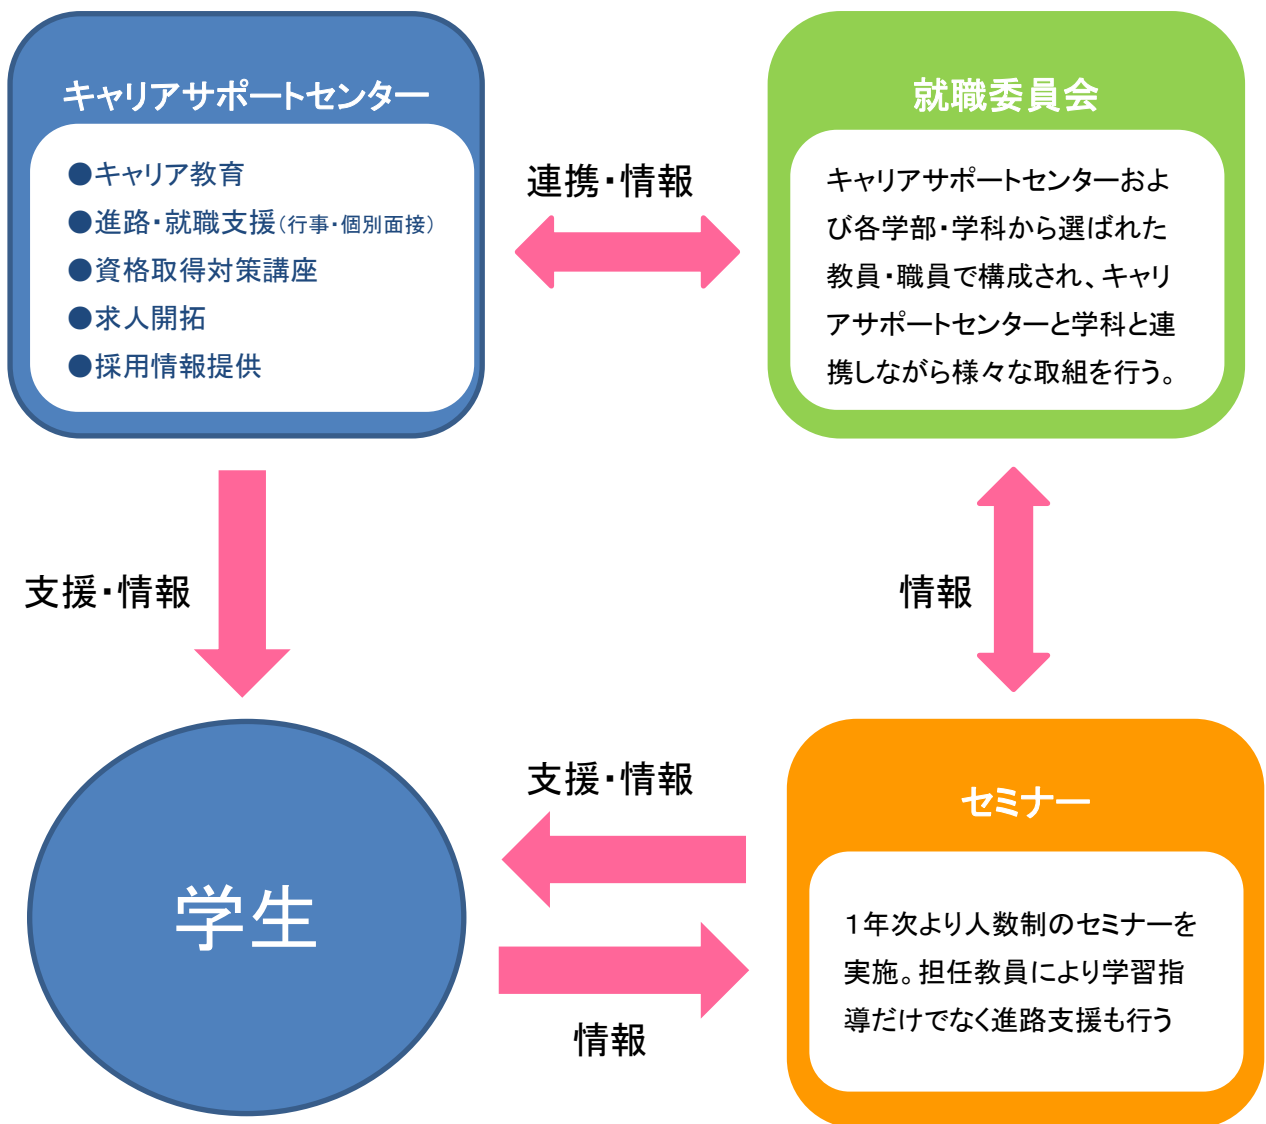 キャリアサポートセンター
●キャリア教育
●進路・就職支援（行事・個別面接）
●資格取得対策講座
●求人開拓
●採用情報提供
連携・情報
就職委員会
キャリアサポートセンターおよ
び各学部・学科から選ばれた
教員・職員で構成され、キャリ
アサポートセンターと学科と連
携しながら様々な取組を行う。
支援・情報
情報
学生
支援・情報
情報
セミナー
１年次より人数制のセミナーを
実施。担任教員により学習指
導だけでなく進路支援も行う